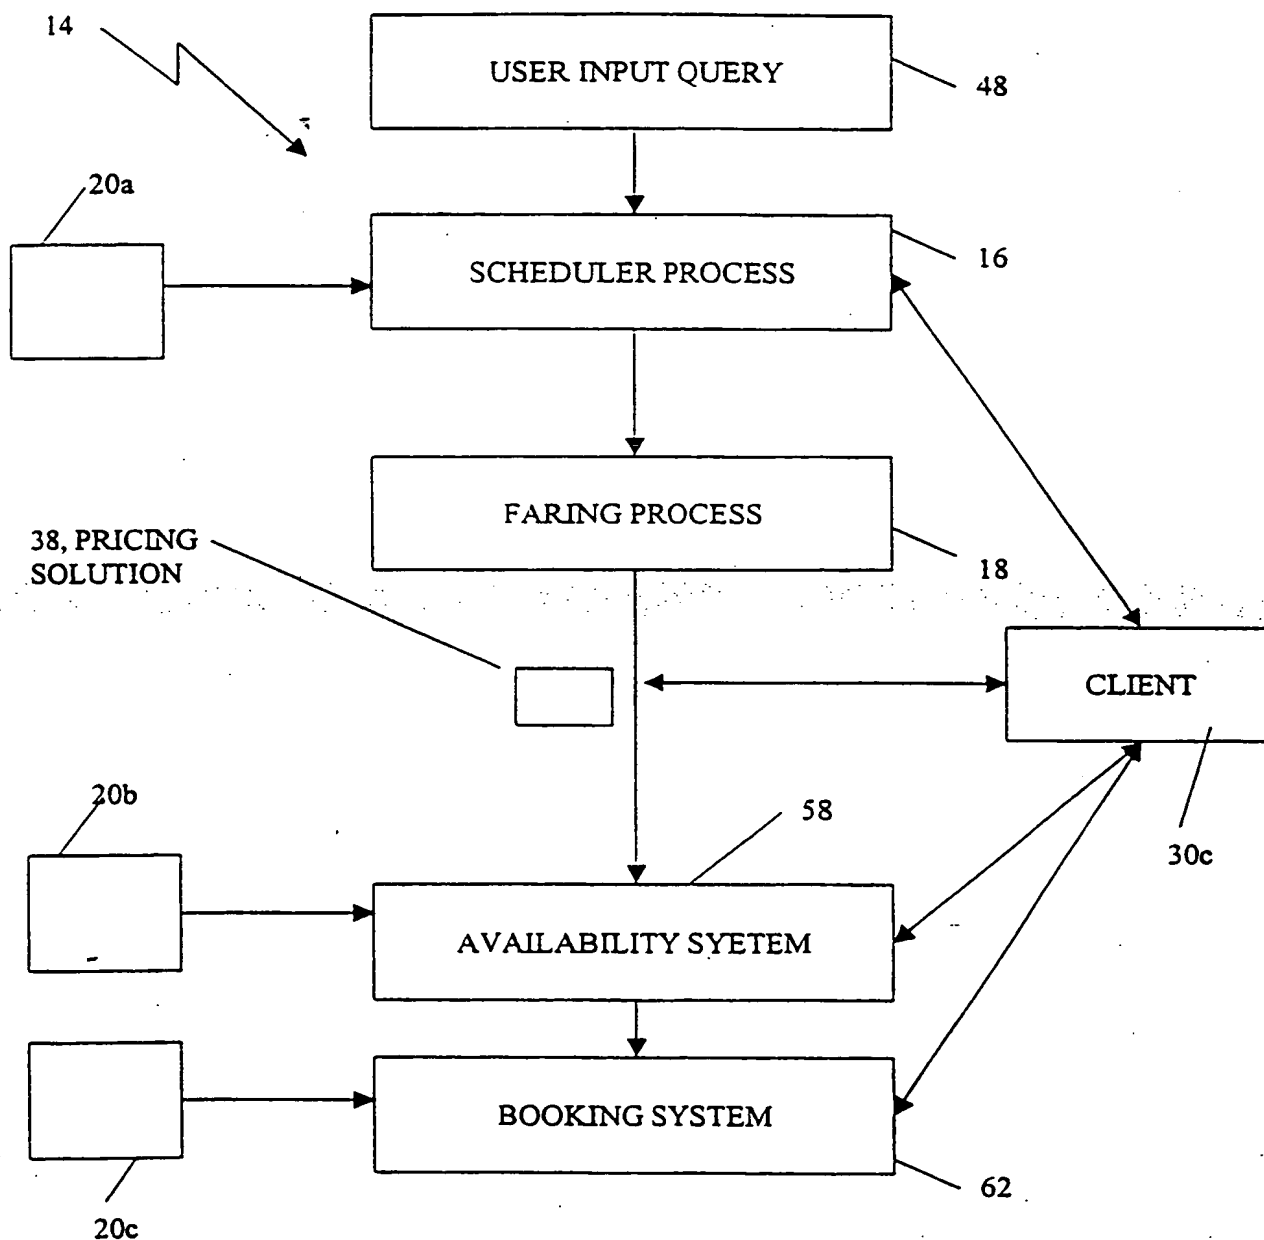 14
USER INPUT QUERY
48
20a
16
SCHEDULER PROCESS
FARING PROCESS
38, PRICING
SOLUTION
18
CLIENT
20b
58
30c
AVAILABILITY SYETEM
BOOKING SYSTEM
62
20c